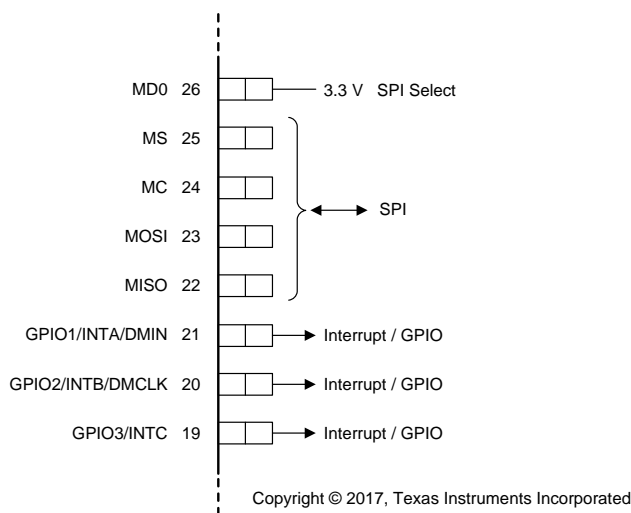 MD0 26 3.3 V SPI Select
MS 25
MC 24
SPI
MOSI 23
MISO 22
GPIO1/INTA/DMIN 21 Interrupt / GPIO
GPIO2/INTB/DMCLK 20 Interrupt / GPIO
GPIO3/INTC 19 Interrupt / GPIO
Copyright © 2017, Texas Instruments Incorporated